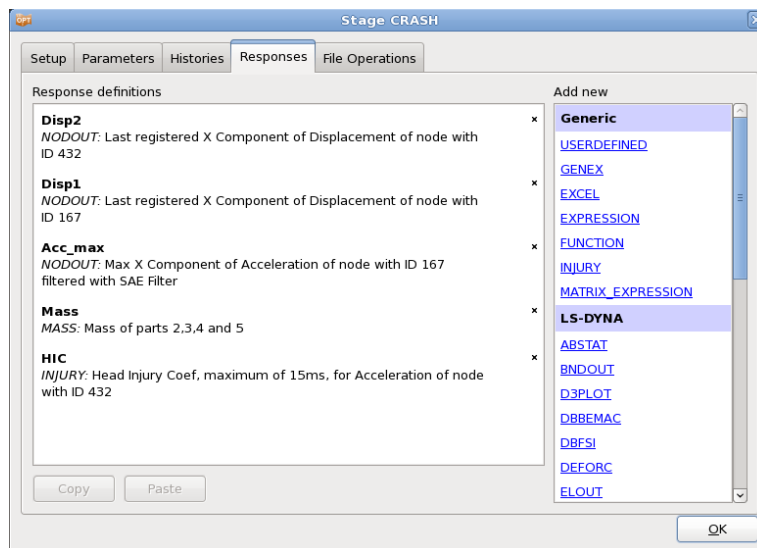 OPT
Stage CRASH
Setup Parameters Histories Responses File Operations
Response definitions
Disp2
NODOUT: Last registered X Component of Displacement of node with
ID 432
Disp1
NODOUT: Last registered X Component of Displacement of node with
ID 167
Acc_max
NODOUT: Max X Component of Acceleration of node with ID 167
filtered with SAE Filter
Mass
MASS: Mass of parts 2,3,4 and 5
HIC
INJURY: Head Injury Coef, maximum of 15ms, for Acceleration of node
with ID 432
Copy Paste
Add new
Generic
USERDEFINED
GENEX
EXCEL
EXPRESSION
FUNCTION
INJURY
MATRIX_EXPRESSION
LS-DYNA
ABSTAT
BNDOUT
D3PLOT
DBBEMAC
DBFSI
DEFORC
ELOUT
OK